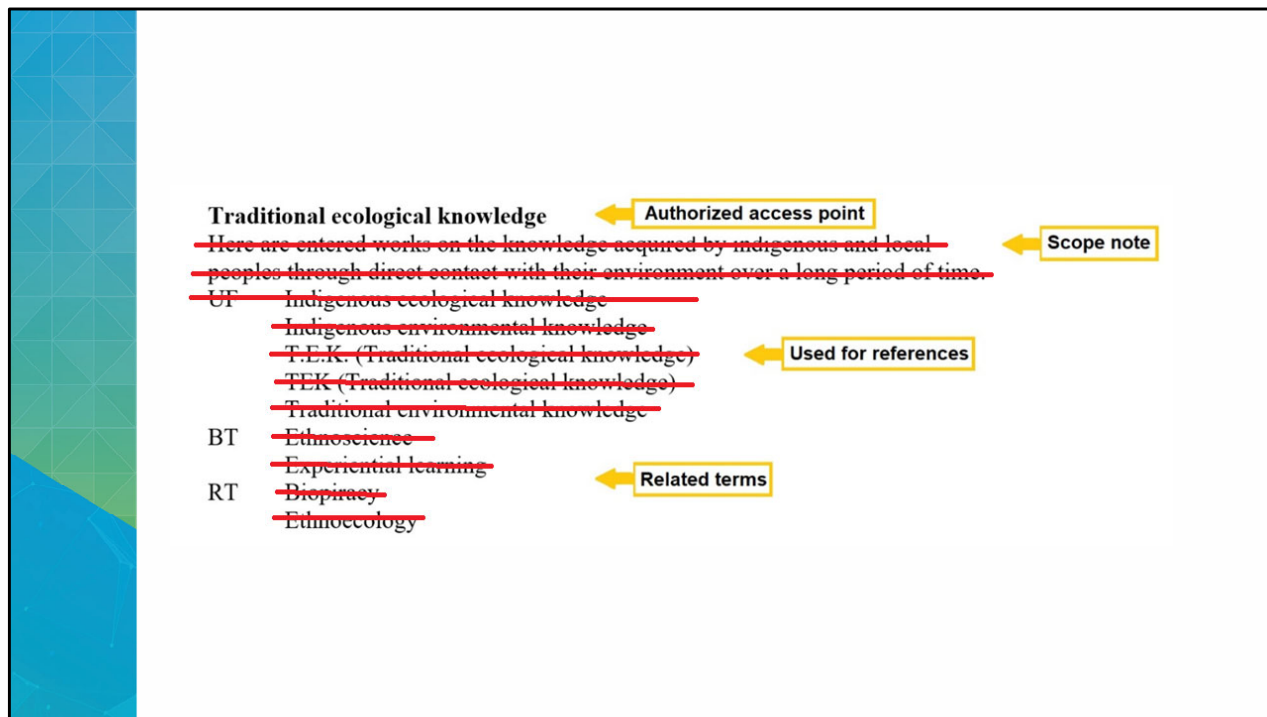 Traditional ecological knowledge
Authorized access point
Here are entered works on the knowledge acquired by indigenous and local
Scope note
peoples through direct contact with their environment over a long period of time.
UF Indigenous ecological knowledge
Indigenous environmental knowledge
T.E.K. (Traditional ecological knowledge)
Used for references
TEK (Traditional ecological knowledge)
Traditional environmental knowledge
BT Ethnoscience
Experiential learning
Related terms
RT Biopiracy
Ethnoecology